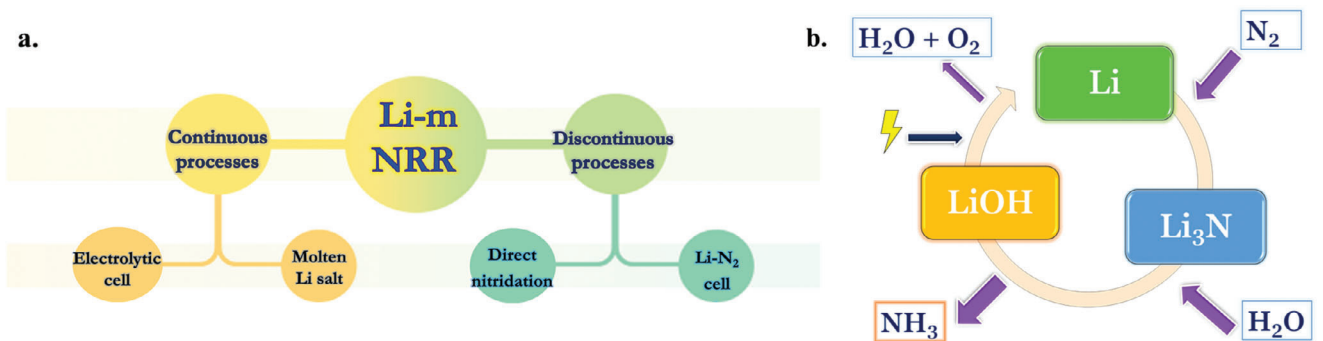 a.
Li-m
NRR
Continuous
processes
Discontinuous
processes
Electrolytic
cell
Molten
Li salt
Direct
nitridation
Li-N₂
cell
b.
H₂O + O₂
N₂
Li
LiOH
Li₃N
NH₃
H₂O